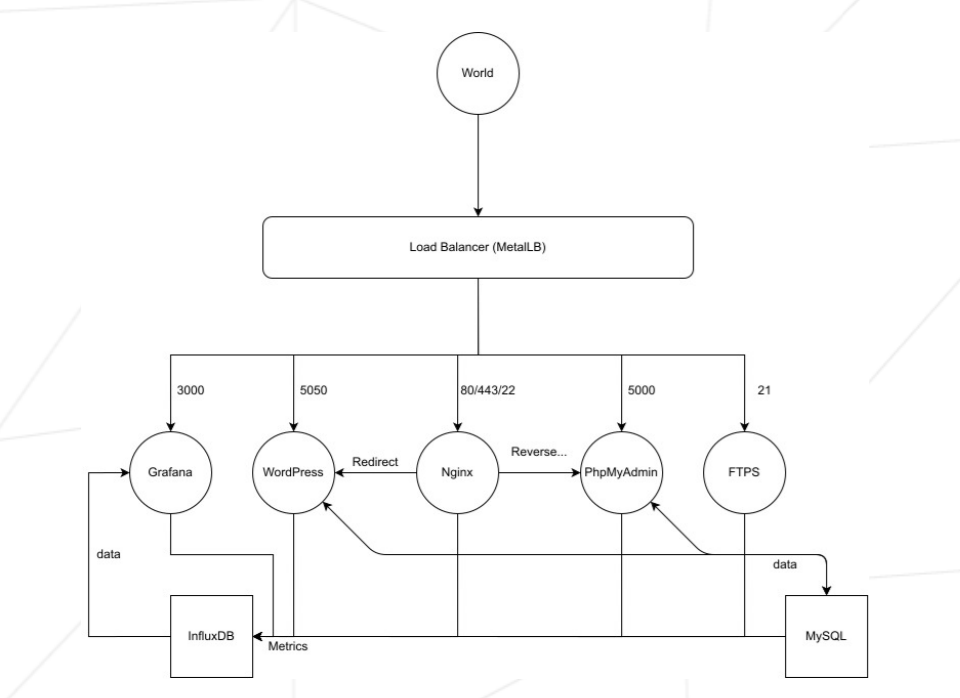 World
Load Balancer (MetalLB)
3000
5050
80/443/22
5000
21
Grafana
WordPress
Redirect
Nginx
Reverse...
PhpMyAdmin
FTPS
data
data
InfluxDB
Metrics
MySQL